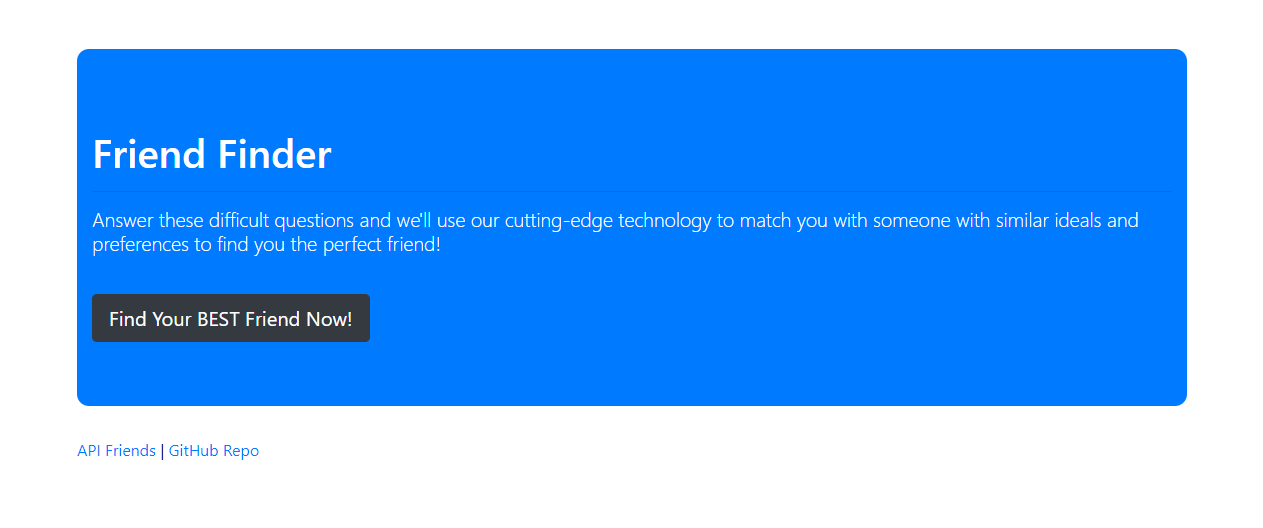 Friend Finder
Answer these difficult questions and we'll use our cutting-edge technology to match you with someone with similar ideals and
preferences to find you the perfect friend!
Find Your BEST Friend Now!
API Friends | GitHub Repo